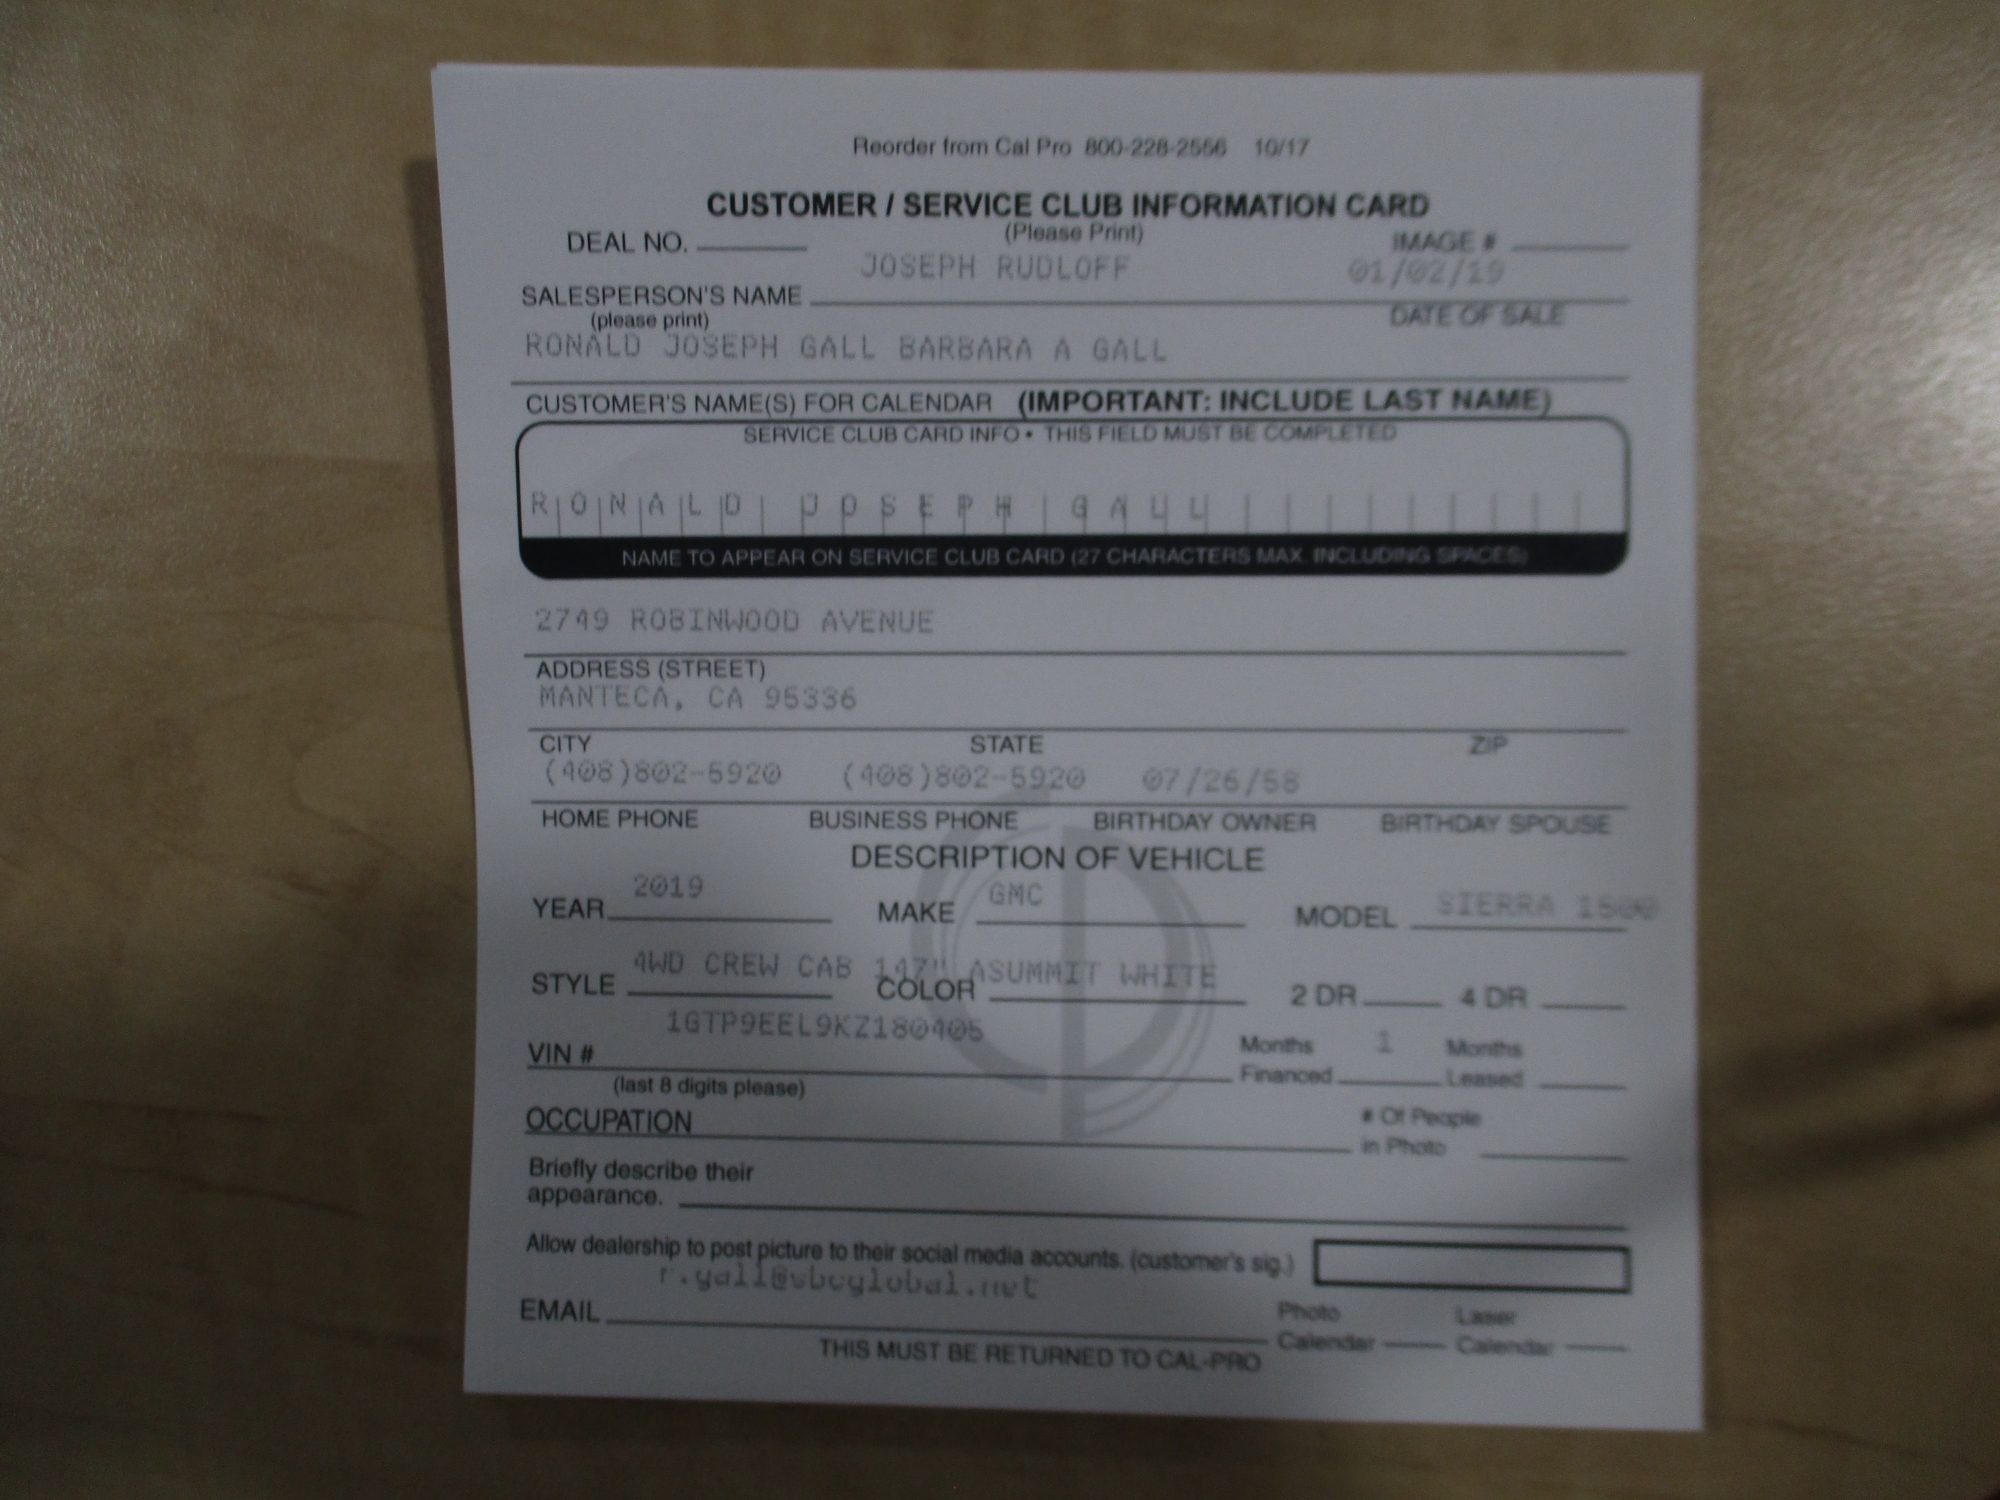 Reorder from Cal Pro 800-228-2556 10/17
CUSTOMER / SERVICE CLUB INFORMATION CARD
(Please Print)
DEAL NO. IMAGE #
JOSEPH RUDLOFF 01/02/19
SALESPERSON'S NAME
(please print) DATE OF SALE
RONALD JOSEPH GALL BARBARA A GALL
CUSTOMER'S NAME(S) FOR CALENDAR (IMPORTANT: INCLUDE LAST NAME)
SERVICE CLUB CARD INFO • THIS FIELD MUST BE COMPLETED
RONALD JOSEPH GALL
NAME TO APPEAR ON SERVICE CLUB CARD (27 CHARACTERS MAX. INCLUDING SPACES)
2749 ROBINWOOD AVENUE
ADDRESS (STREET)
MANTECA, CA 95336
CITY STATE ZIP
(408)802-5920 (408)802-5920 07/26/58
HOME PHONE BUSINESS PHONE BIRTHDAY OWNER BIRTHDAY SPOUSE
DESCRIPTION OF VEHICLE
YEAR 2019 MAKE GMC MODEL SIERRA 1500
STYLE 4WD CREW CAB 147" A COLOR SUMMIT WHITE 2 DR 4 DR
1GTP9EEL9KZ180405
VIN # Months Financed 1 Months Leased
(last 8 digits please)
OCCUPATION # Of People in Photo
Briefly describe their
appearance.
Allow dealership to post picture to their social media accounts. (customer's sig.)
r.gall@sbcglobal.net
EMAIL Photo Calendar Laser Calendar
THIS MUST BE RETURNED TO CAL-PRO